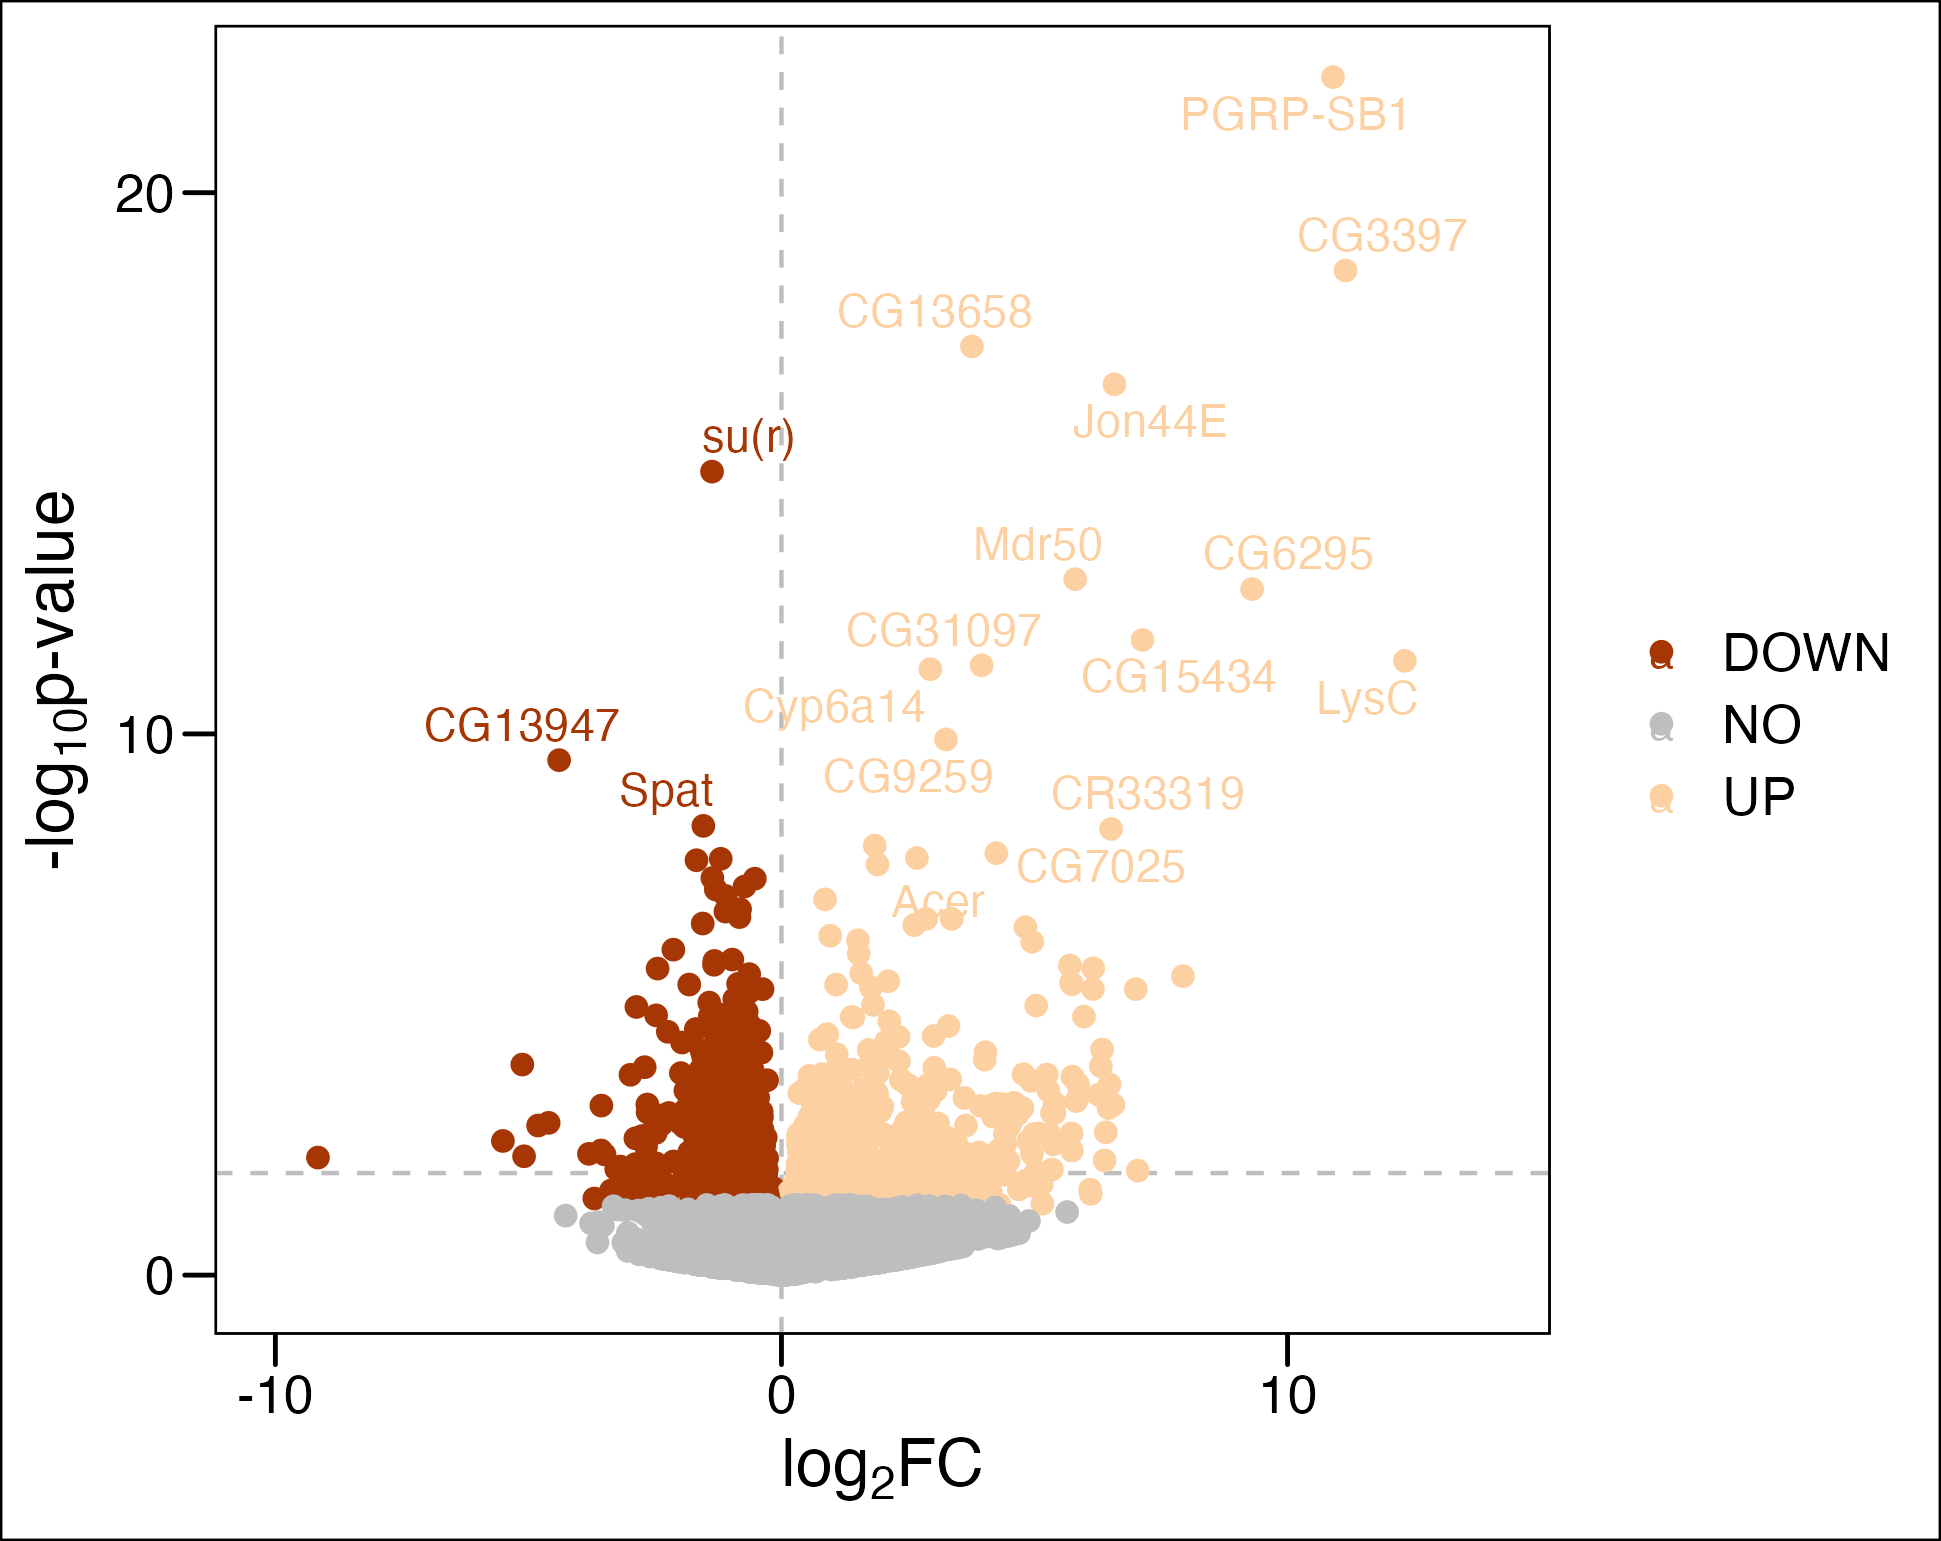 PGRP-SB1
20
CG3397
CG13658
Jon44E
su(r)
Mdr50
CG6295
CG31097
CG15434
LysC
Cyp6a14
CG13947
10
CG9259
Spat
CR33319
CG7025
Acer
0
-10 0 10
log2FC
-log10p-value
a DOWN
a NO
a UP